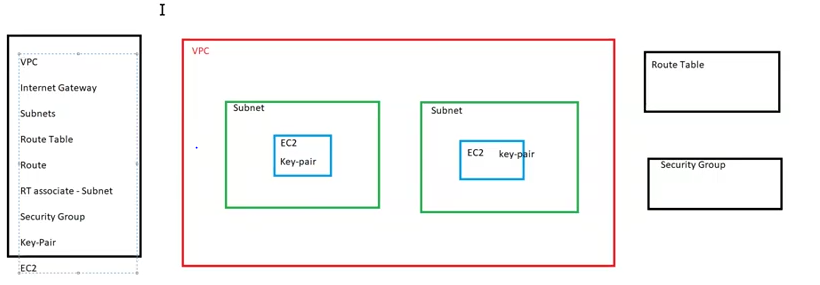 VPC
Internet Gateway
Subnets
Route Table
Route
RT associate - Subnet
Security Group
Key-Pair
EC2
VPC
Subnet
EC2
Key-pair
Subnet
EC2 key-pair
Route Table
Security Group